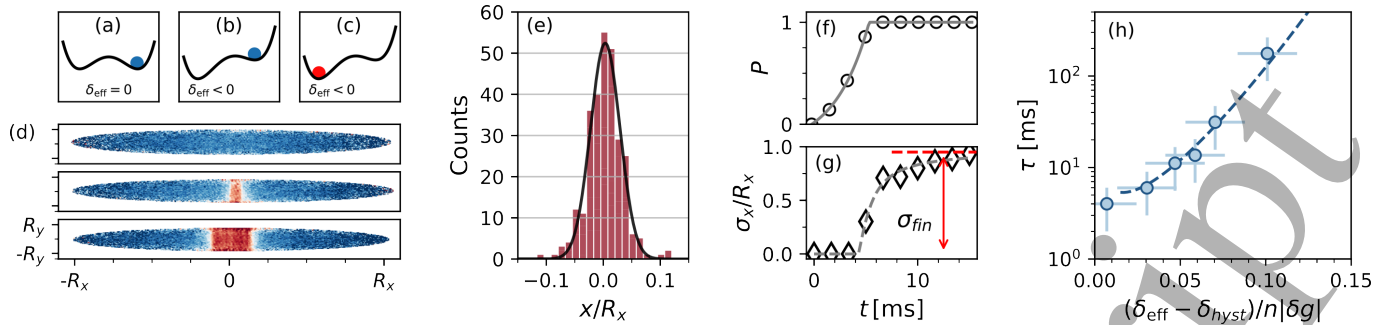 (a)
δeff = 0
(b)
δeff < 0
(c)
δeff < 0
(d)
Ry
-Ry
-Rx
0
Rx
(e)
Counts
60
50
40
30
20
10
0
−0.1
0.0
0.1
x/Rx
(f)
P
1
0
(g)
σx/Rx
1.0
0.5
0.0
σfin
0
5
10
15
t [ms]
(h)
τ [ms]
10²
10¹
10⁰
0.00
0.05
0.10
0.15
(δeff − δhyst)/n|δg|
ipt